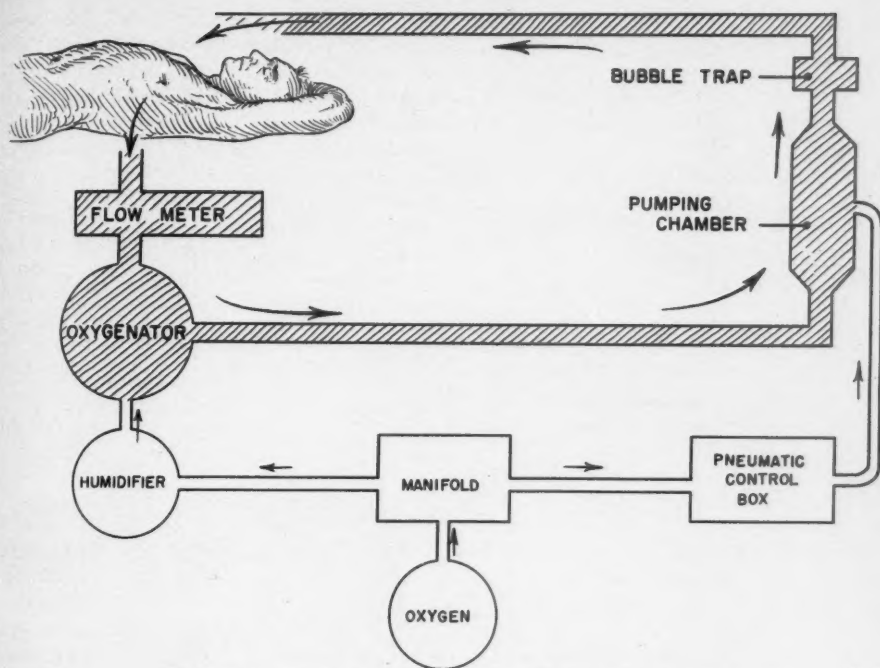 BUBBLE TRAP
FLOW METER
PUMPING
CHAMBER
OXYGENATOR
HUMIDIFIER
MANIFOLD
PNEUMATIC
CONTROL
BOX
OXYGEN